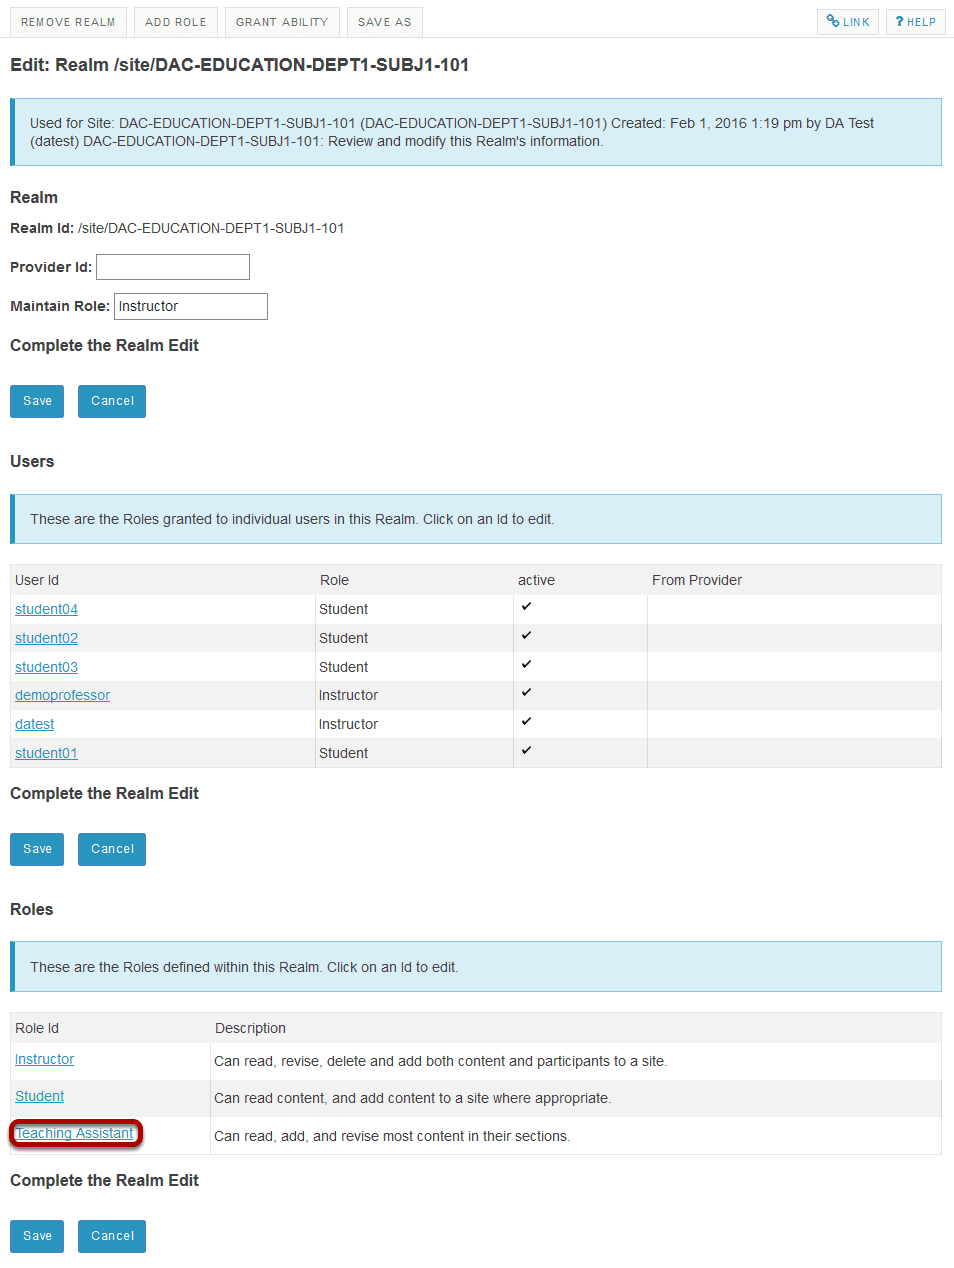 REMOVE REALM ADD ROLE GRANT ABILITY SAVE AS LINK ? HELP
Edit: Realm /site/DAC-EDUCATION-DEPT1-SUBJ1-101
Used for Site: DAC-EDUCATION-DEPT1-SUBJ1-101 (DAC-EDUCATION-DEPT1-SUBJ1-101) Created: Feb 1, 2016 1:19 pm by DA Test
(datest) DAC-EDUCATION-DEPT1-SUBJ1-101: Review and modify this Realm's information.
Realm
Realm Id: /site/DAC-EDUCATION-DEPT1-SUBJ1-101
Provider Id:
Maintain Role: Instructor
Complete the Realm Edit
Save Cancel
Users
These are the Roles granted to individual users in this Realm. Click on an Id to edit.
User Id Role active From Provider
student04 Student ✔
student02 Student ✔
student03 Student ✔
demoprofessor Instructor ✔
datest Instructor ✔
student01 Student ✔
Complete the Realm Edit
Save Cancel
Roles
These are the Roles defined within this Realm. Click on an Id to edit.
Role Id Description
Instructor Can read, revise, delete and add both content and participants to a site.
Student Can read content, and add content to a site where appropriate.
Teaching Assistant Can read, add, and revise most content in their sections.
Complete the Realm Edit
Save Cancel